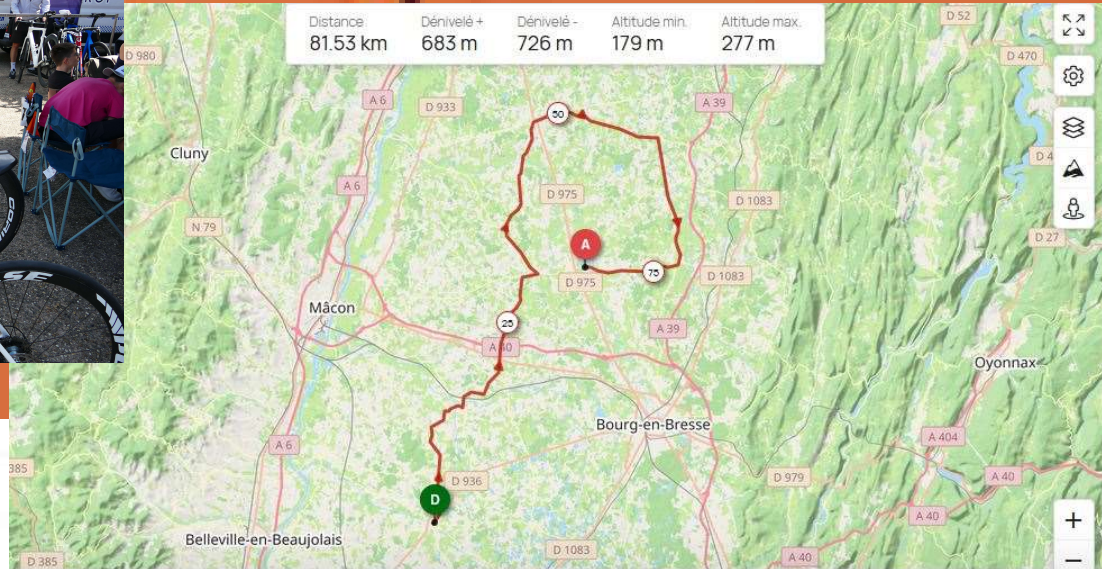 Distance
81.53 km
Dénivelé +
683 m
Dénivelé -
726 m
Altitude min.
179 m
Altitude max.
277 m
D 52
D 980
D 470
A 6
D 933
A 39
50
Cluny
A 6
D 975
D 1083
N 79
D 27
A
D 975
75
D 1083
Mâcon
25
A 39
A 40
Oyonnax
Bourg-en-Bresse
A 6
A 404
385
D 936
D 979
A 40
D
A 40
Belleville-en-Beaujolais
D 385
D 1083
A 40
SE
+
−